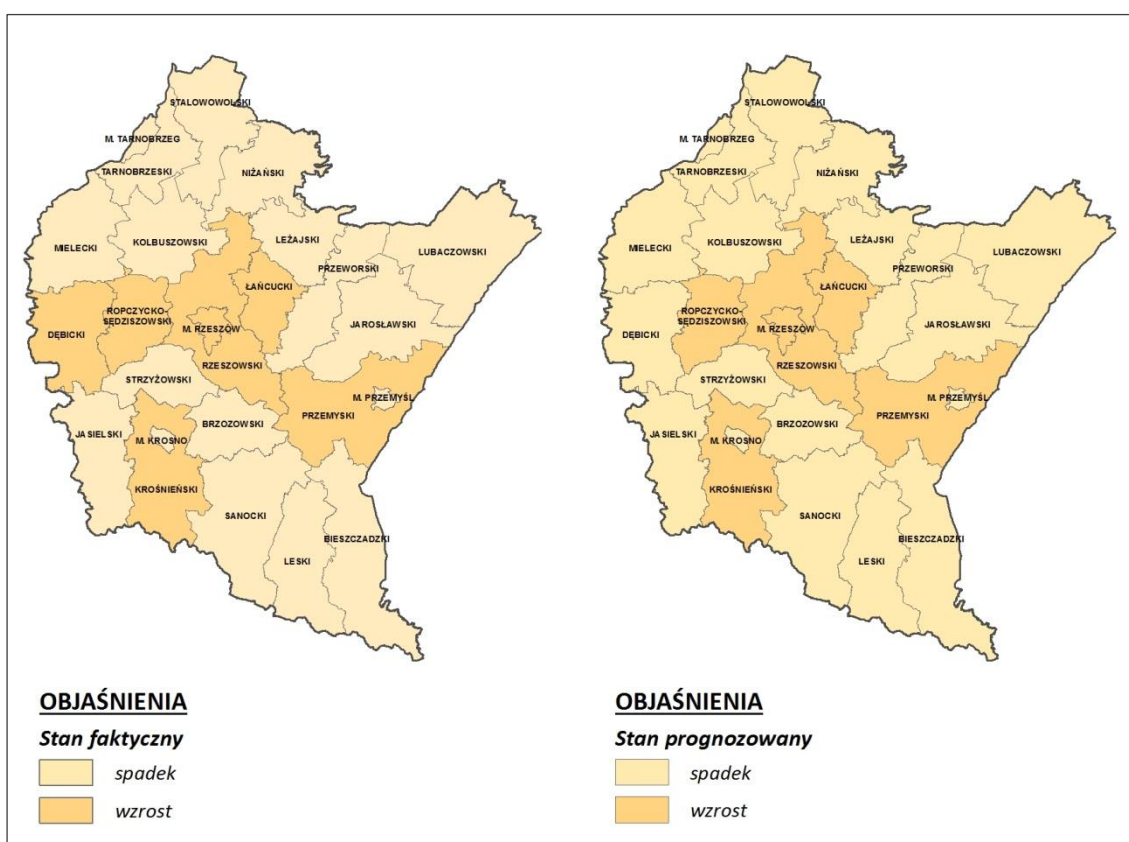 STALOWOWOLSKI
M. TARNOBRZEG
TARNOBRZESKI
NIŻAŃSKI
MIELECKI
KOLBUSZOWSKI
LEŻAJSKI
LUBACZOWSKI
PRZEWORSKI
ŁAŃCUCKI
ROPCZYCKO-
SĘDZISZOWSKI
DĘBICKI
M. RZESZÓW
JAROSŁAWSKI
RZESZOWSKI
STRZYŻOWSKI
M. PRZEMYŚL
PRZEMYSKI
BRZOZOWSKI
JASIELSKI
M. KROSNO
KROŚNIEŃSKI
SANOCKI
BIESZCZADZKI
LESKI
OBJAŚNIENIA
Stan faktyczny
spadek
wzrost
STALOWOWOLSKI
M. TARNOBRZEG
TARNOBRZESKI
NIŻAŃSKI
MIELECKI
KOLBUSZOWSKI
LEŻAJSKI
LUBACZOWSKI
PRZEWORSKI
ŁAŃCUCKI
ROPCZYCKO-
SĘDZISZOWSKI
DĘBICKI
M. RZESZÓW
JAROSŁAWSKI
RZESZOWSKI
STRZYŻOWSKI
M. PRZEMYŚL
PRZEMYSKI
BRZOZOWSKI
JASIELSKI
M. KROSNO
KROŚNIEŃSKI
SANOCKI
BIESZCZADZKI
LESKI
OBJAŚNIENIA
Stan prognozowany
spadek
wzrost